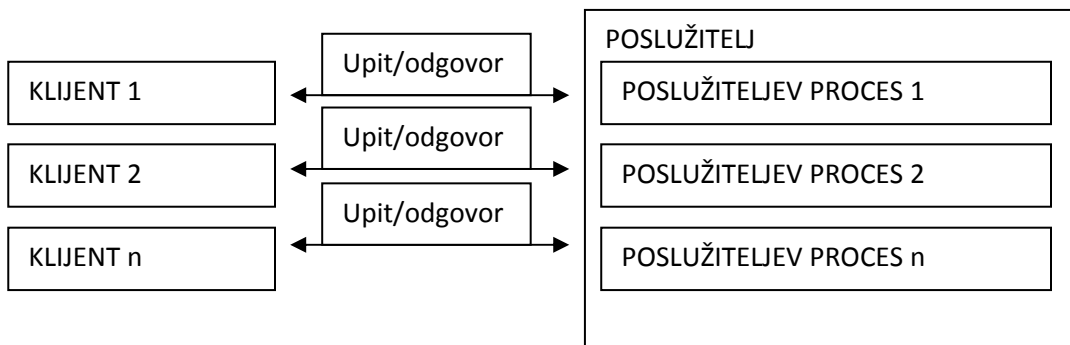 POSLUŽITELJ
KLIJENT 1
Upit/odgovor
POSLUŽITELJEV PROCES 1
KLIJENT 2
Upit/odgovor
POSLUŽITELJEV PROCES 2
KLIJENT n
Upit/odgovor
POSLUŽITELJEV PROCES n